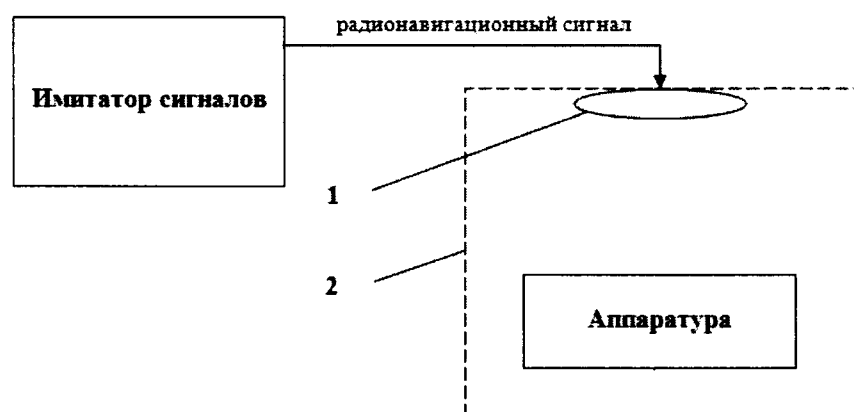 радионавигационный сигнал
Имитатор сигналов
1
2
Аппаратура